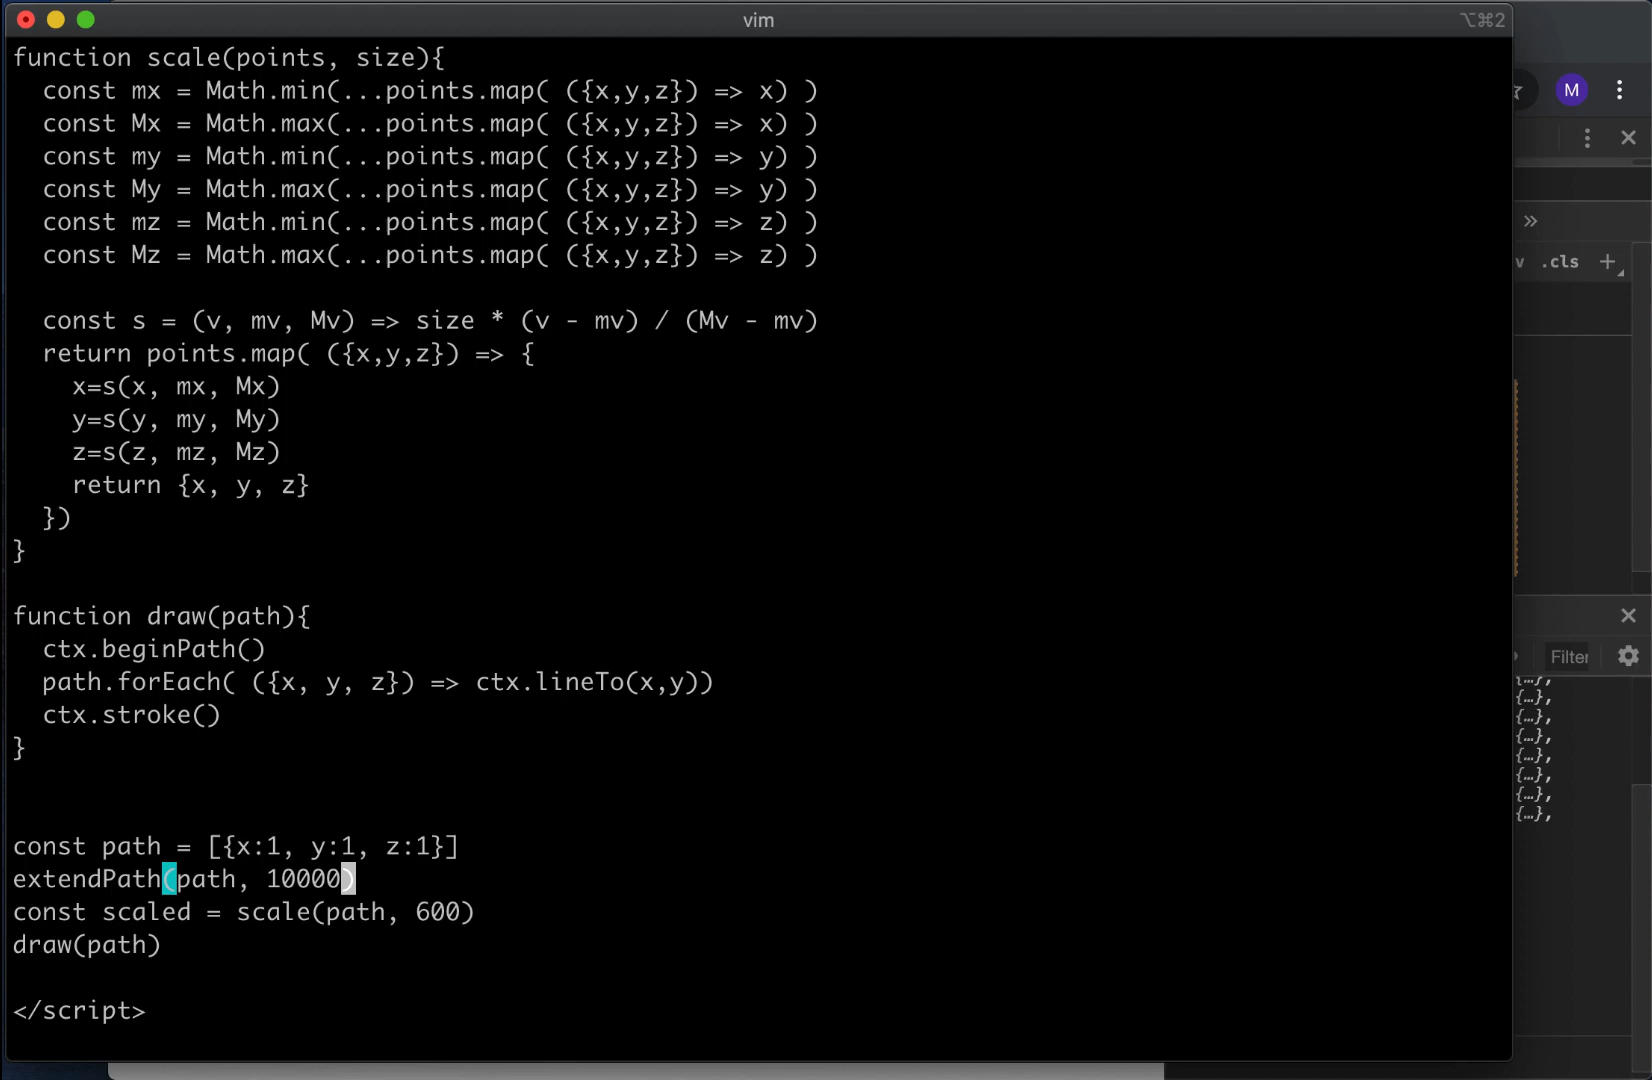 vim
⌥⌘2
function scale(points, size){
  const mx = Math.min(...points.map( ({x,y,z}) => x) )
  const Mx = Math.max(...points.map( ({x,y,z}) => x) )
  const my = Math.min(...points.map( ({x,y,z}) => y) )
  const My = Math.max(...points.map( ({x,y,z}) => y) )
  const mz = Math.min(...points.map( ({x,y,z}) => z) )
  const Mz = Math.max(...points.map( ({x,y,z}) => z) )
  const s = (v, mv, Mv) => size * (v - mv) / (Mv - mv)
  return points.map( ({x,y,z}) => {
    x=s(x, mx, Mx)
    y=s(y, my, My)
    z=s(z, mz, Mz)
    return {x, y, z}
  })
}
function draw(path){
  ctx.beginPath()
  path.forEach( ({x, y, z}) => ctx.lineTo(x,y))
  ctx.stroke()
}
const path = [{x:1, y:1, z:1}]
extendPath(path, 10000)
const scaled = scale(path, 600)
draw(path)
</script>
M
»
v .cls +
Filter
{…},
{…},
{…},
{…},
{…},
{…},
{…},
{…},